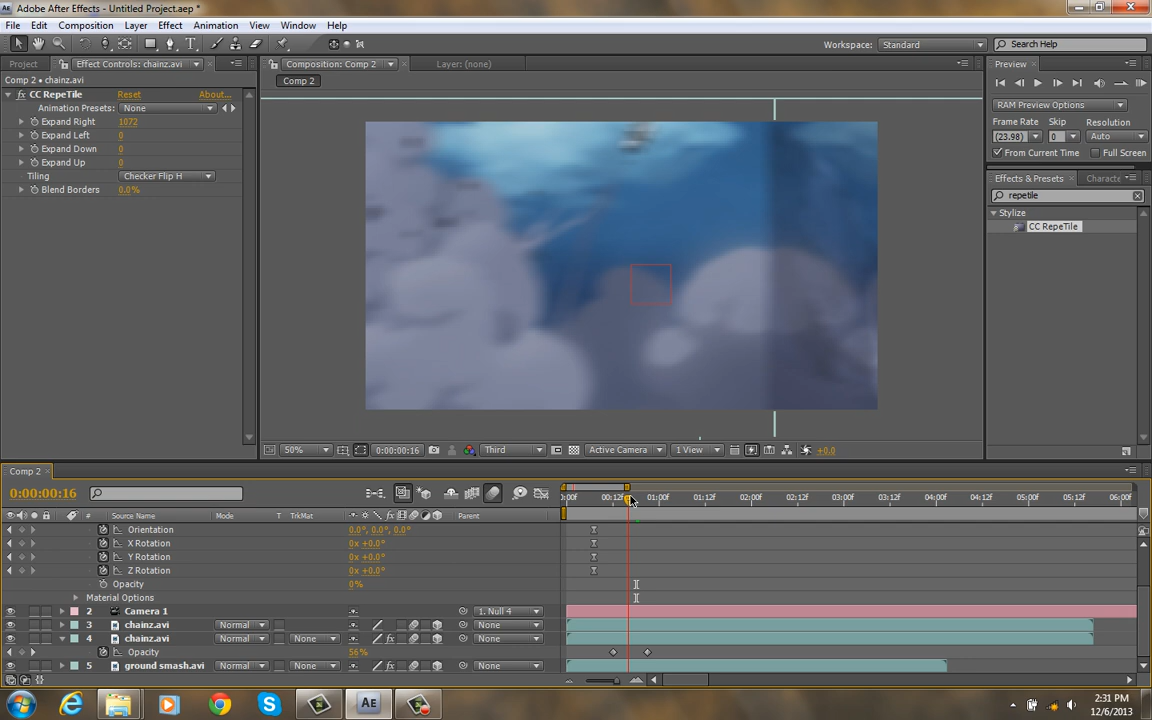 Adobe After Effects - Untitled Project.aep *
File Edit Composition Layer Effect Animation View Window Help
Workspace: Standard Search Help
Project Effect Controls: chainz.avi Composition: Comp 2 Layer: (none) Preview
Comp 2 • chainz.avi
Comp 2
fx CC RepeTile Reset About...
Animation Presets: None
Expand Right 1072
Expand Left 0
Expand Down 0
Expand Up 0
Tiling Checker Flip H
Blend Borders 0.0%
RAM Preview Options
Frame Rate Skip Resolution
(23.98) 0 Auto
From Current Time Full Screen
Effects & Presets Characte
repetile
Stylize
CC RepeTile
50% 0:00:00:16 Third Active Camera 1 View +0.0
Comp 2
0:00:00:16
:00F 00:12F 01:00F 01:12F 02:00F 02:12F 03:00F 03:12F 04:00F 04:12F 05:00F 05:12F 06:00F
# Source Name Mode T TrkMat fx Parent
Orientation 0.0°, 0.0°, 0.0°
X Rotation 0x +0.0°
Y Rotation 0x +0.0°
Z Rotation 0x +0.0°
Opacity 0%
Material Options
2 Camera 1 1. Null 4
3 chainz.avi Normal None
4 chainz.avi Normal None None
Opacity 56%
5 ground smash.avi Normal None None
Ae
2:31 PM
12/6/2013